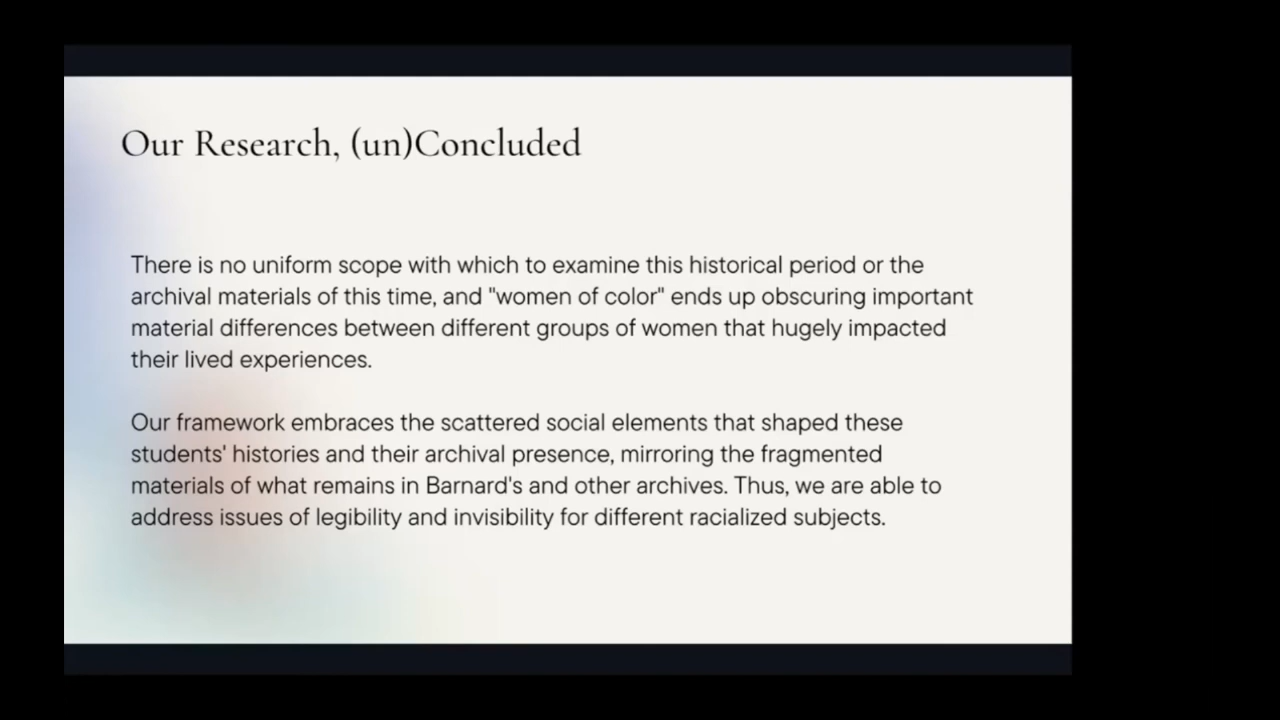 Our Research, (un)Concluded
There is no uniform scope with which to examine this historical period or the
archival materials of this time, and "women of color" ends up obscuring important
material differences between different groups of women that hugely impacted
their lived experiences.
Our framework embraces the scattered social elements that shaped these
students' histories and their archival presence, mirroring the fragmented
materials of what remains in Barnard's and other archives. Thus, we are able to
address issues of legibility and invisibility for different racialized subjects.